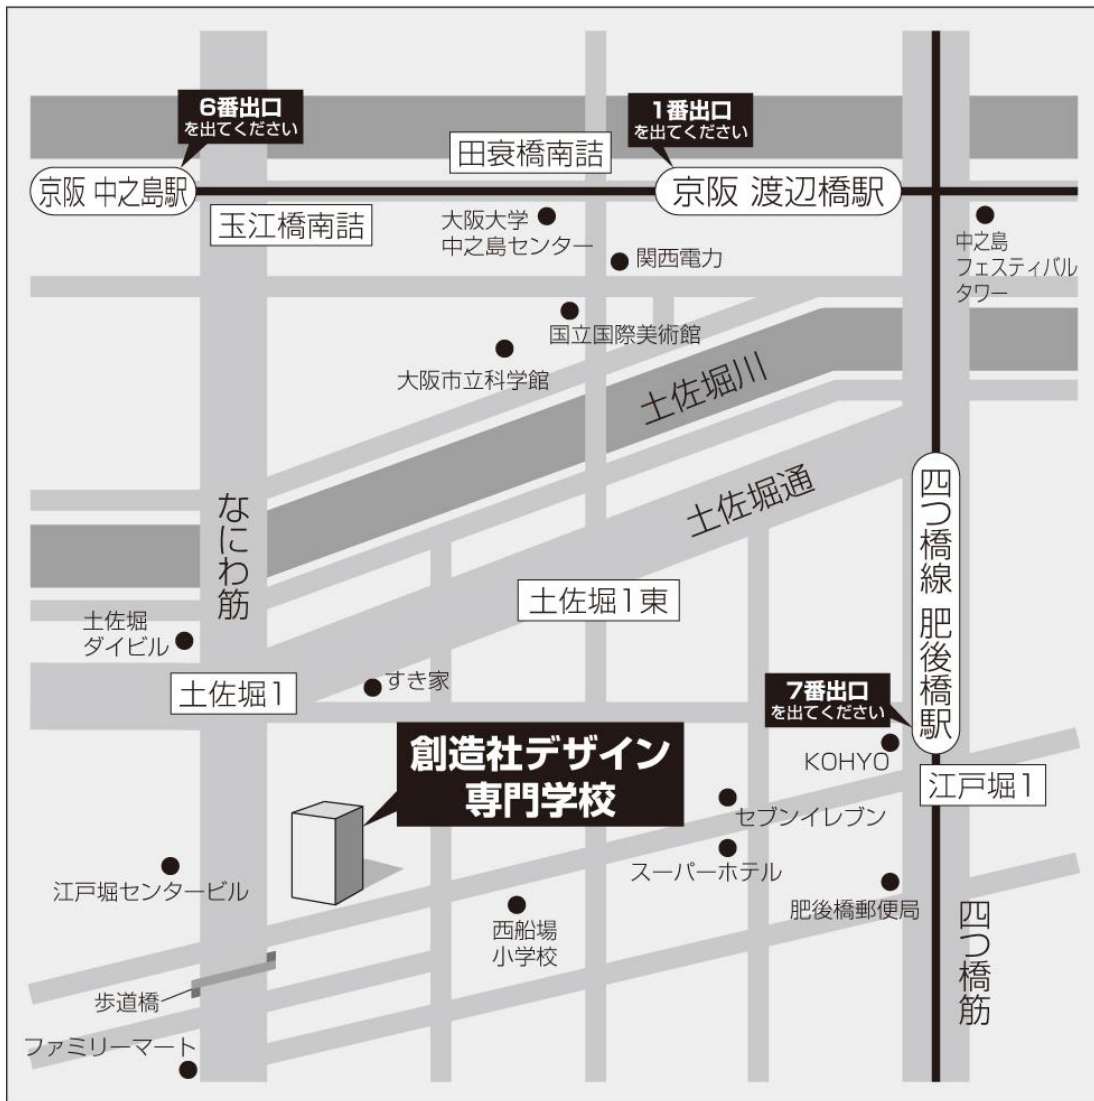 6番出口
を出てください
1番出口
を出てください
田衰橋南詰
京阪 中之島駅
京阪 渡辺橋駅
玉江橋南詰
大阪大学
中之島センター
関西電力
中之島
フェスティバル
タワー
国立国際美術館
大阪市立科学館
土佐堀川
土佐堀通
なにわ筋
四つ橋線 肥後橋駅
土佐堀1東
土佐堀
ダイビル
土佐堀1
すき家
7番出口
を出てください
創造社デザイン
専門学校
KOHYO
江戸堀1
セブンイレブン
スーパーホテル
江戸堀センタービル
西船場
小学校
肥後橋郵便局
四つ橋筋
歩道橋
ファミリーマート